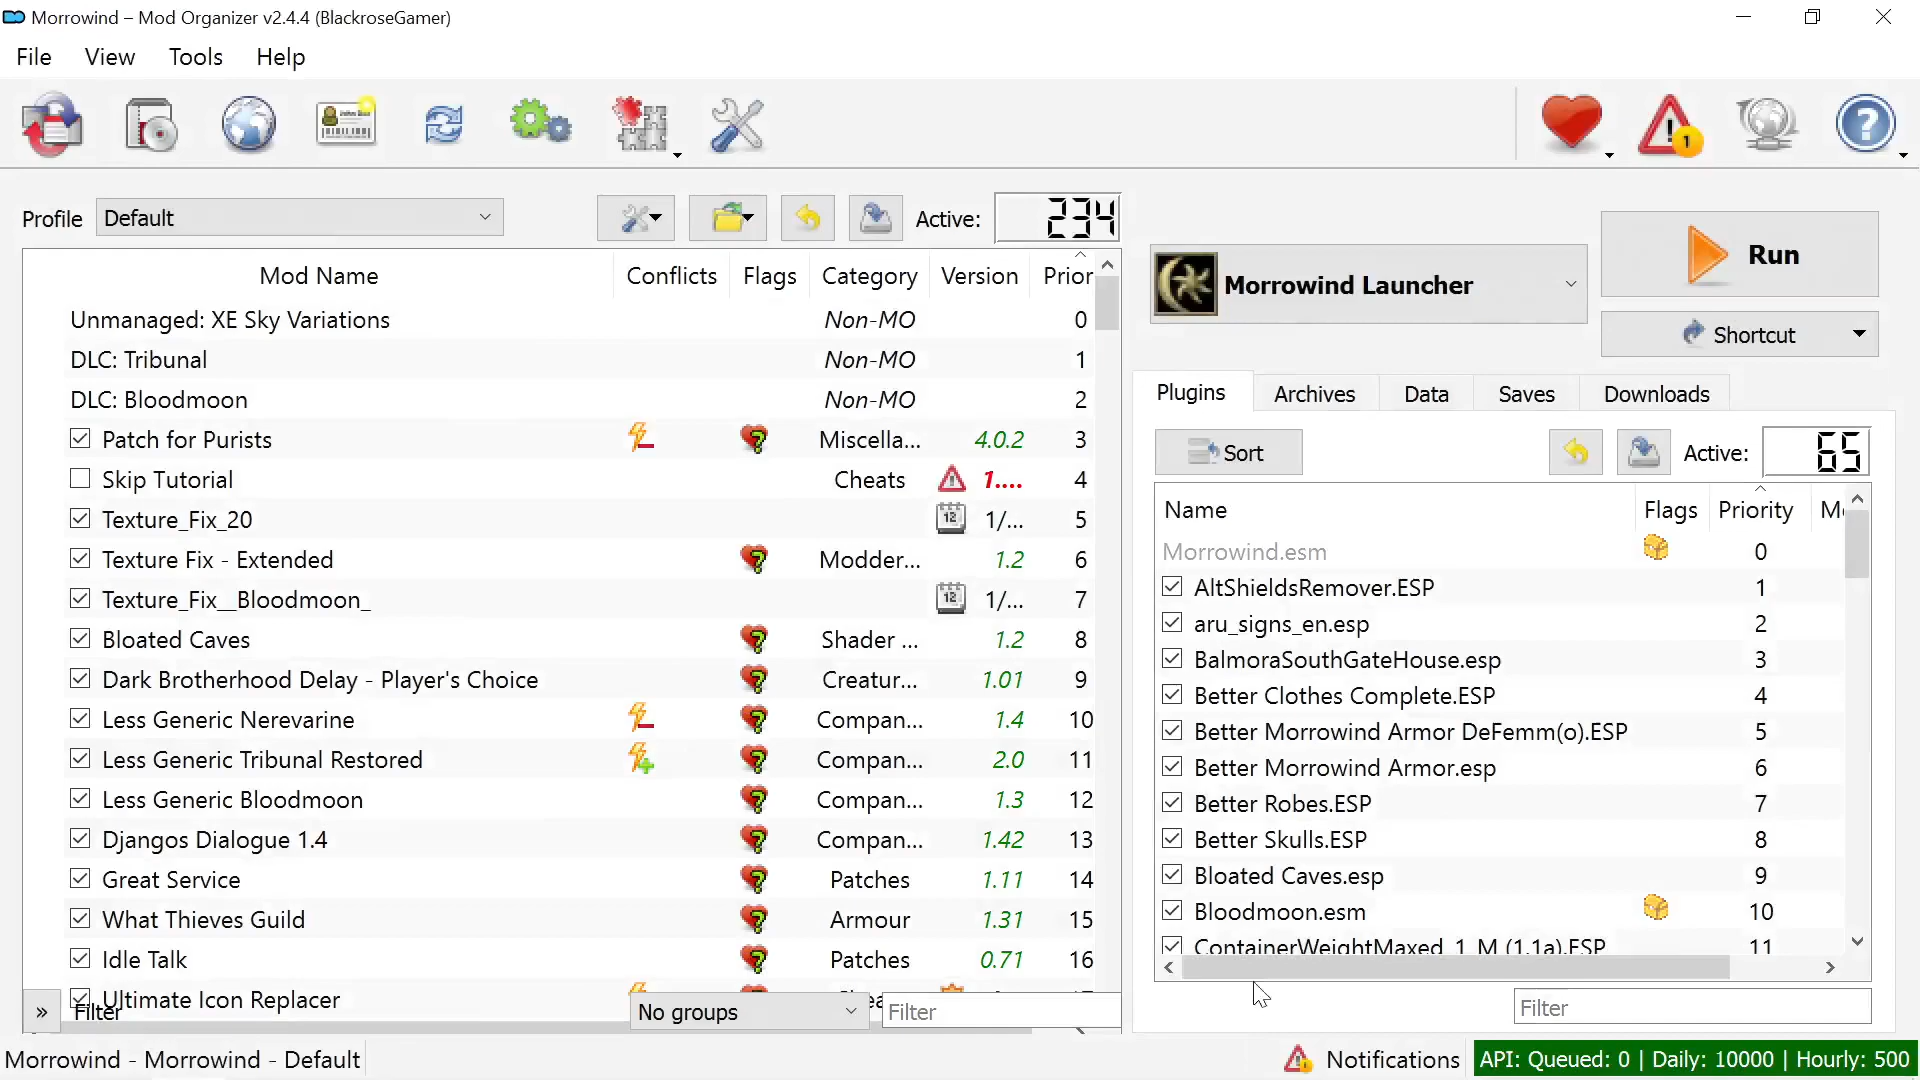 Morrowind – Mod Organizer v2.4.4 (BlackroseGamer)
File View Tools Help
1
Profile Default Active: 234
Mod Name Conflicts Flags Category Version Prior
Unmanaged: XE Sky Variations Non-MO 0
DLC: Tribunal Non-MO 1
DLC: Bloodmoon Non-MO 2
Patch for Purists Miscella... 4.0.2 3
Skip Tutorial Cheats 1.... 4
Texture_Fix_20 12 1/... 5
Texture Fix - Extended Modder... 1.2 6
Texture_Fix__Bloodmoon_ 12 1/... 7
Bloated Caves Shader ... 1.2 8
Dark Brotherhood Delay - Player's Choice Creatur... 1.01 9
Less Generic Nerevarine Compan... 1.4 10
Less Generic Tribunal Restored Compan... 2.0 11
Less Generic Bloodmoon Compan... 1.3 12
Djangos Dialogue 1.4 Compan... 1.42 13
Great Service Patches 1.11 14
What Thieves Guild Armour 1.31 15
Idle Talk Patches 0.71 16
Ultimate Icon Replacer
» Filter No groups Filter
Morrowind Launcher
Run
Shortcut
Plugins Archives Data Saves Downloads
Sort Active: 65
Name Flags Priority M
Morrowind.esm 0
AltShieldsRemover.ESP 1
aru_signs_en.esp 2
BalmoraSouthGateHouse.esp 3
Better Clothes Complete.ESP 4
Better Morrowind Armor DeFemm(o).ESP 5
Better Morrowind Armor.esp 6
Better Robes.ESP 7
Better Skulls.ESP 8
Bloated Caves.esp 9
Bloodmoon.esm 10
ContainerWeightMaxed_1_M (1.1a).ESP 11
Filter
Morrowind - Morrowind - Default
Notifications API: Queued: 0 | Daily: 10000 | Hourly: 500